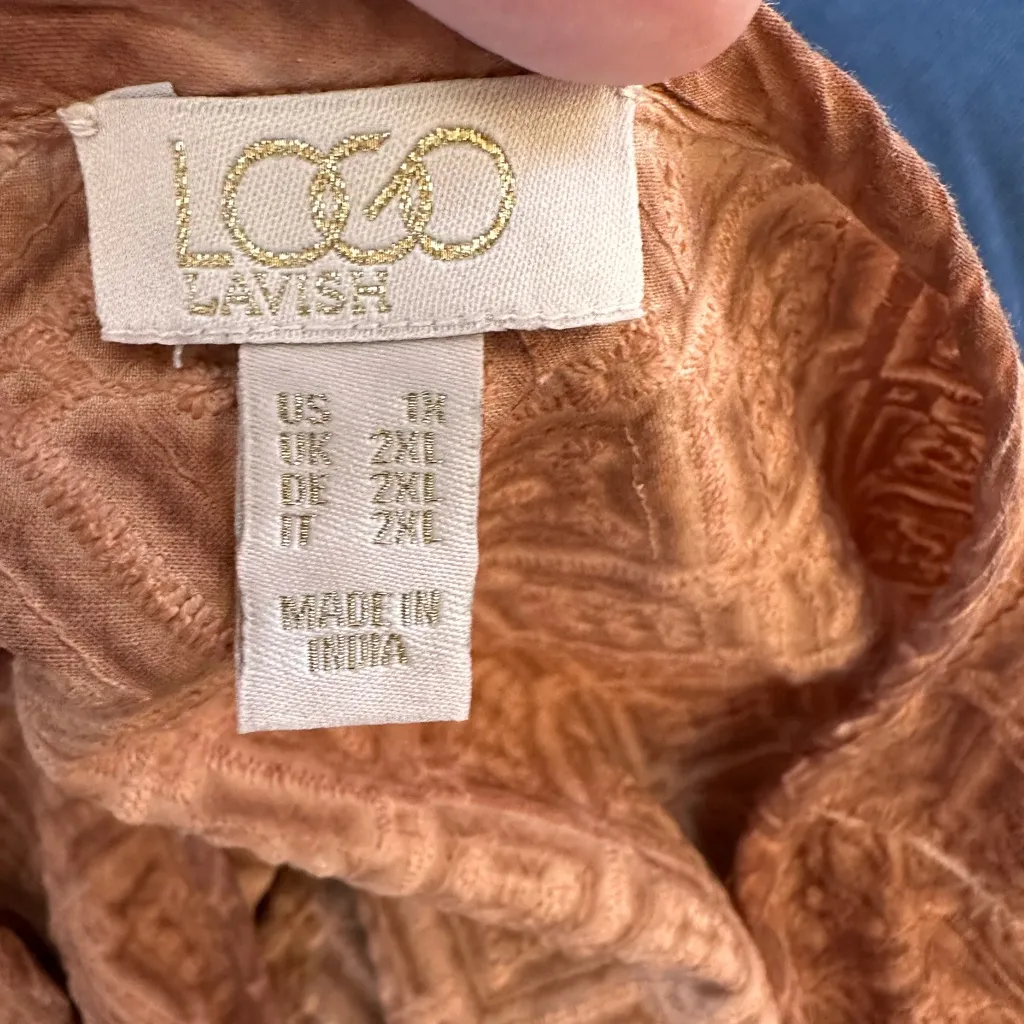 LOGO
LAVISH
US 1X
UK 2XL
DE 2XL
IT 2XL
MADE IN
INDIA